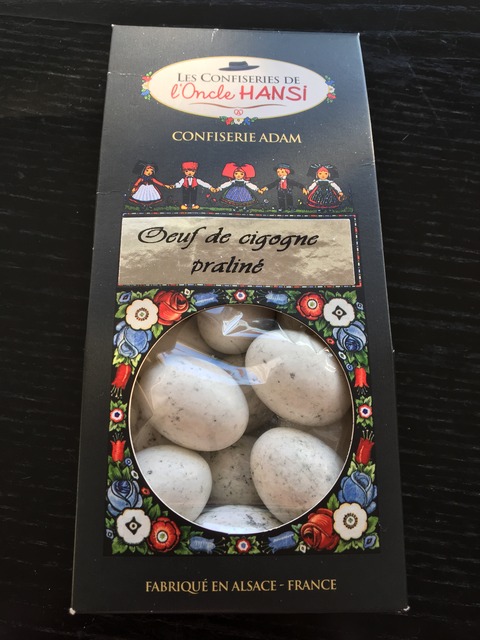 LES CONFISERIES DE
l'Oncle HANSi
CONFISERIE ADAM
Oeuf de cigogne
praliné
FABRIQUÉ EN ALSACE - FRANCE